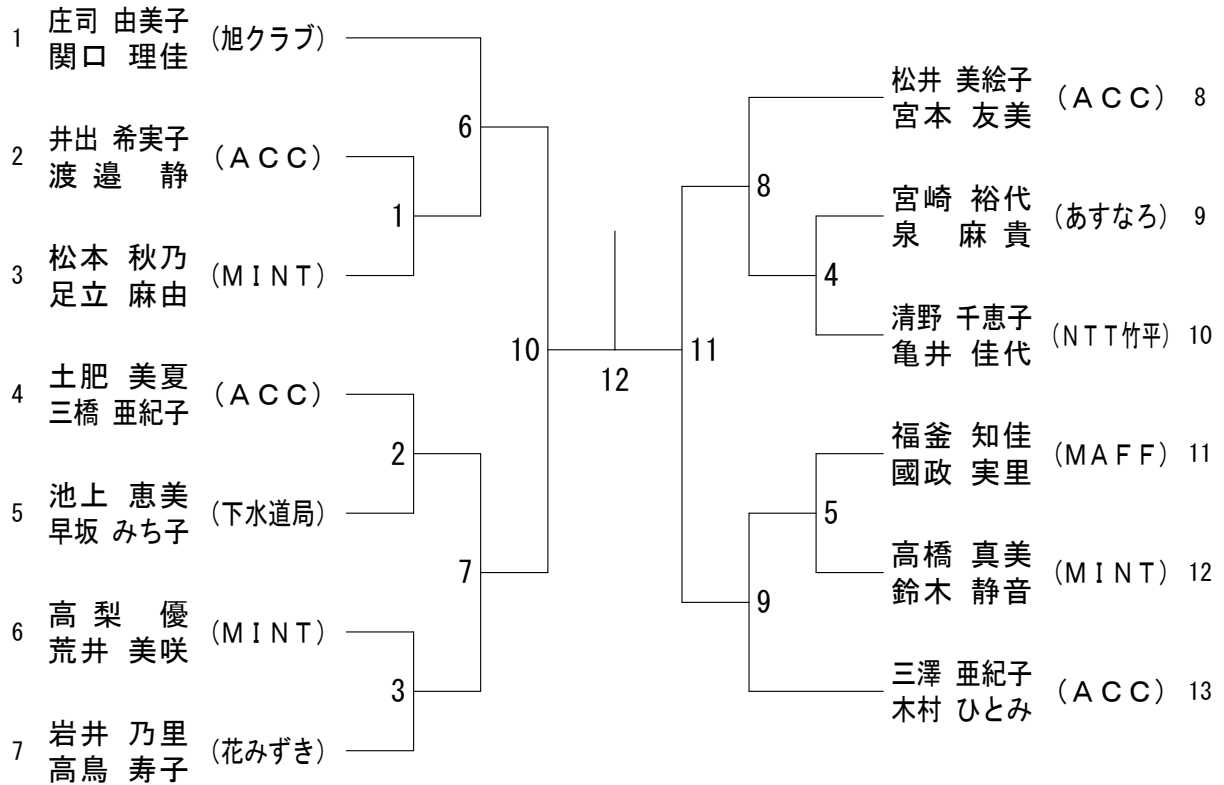 1 庄司 由美子 (旭クラブ)
関口 理佳
2 井出 希実子 (ACC)
渡邉 静
3 松本 秋乃 (MINT)
足立 麻由
4 土肥 美夏 (ACC)
三橋 亜紀子
5 池上 恵美 (下水道局)
早坂 みち子
6 高梨 優 (MINT)
荒井 美咲
7 岩井 乃里 (花みずき)
高鳥 寿子
6
1
10
2
7
3
12
11
8
4
5
9
松井 美絵子 (ACC) 8
宮本 友美
宮崎 裕代 (あすなろ) 9
泉 麻貴
清野 千恵子 (NTT竹平) 10
亀井 佳代
福釜 知佳 (MAFF) 11
國政 実里
高橋 真美 (MINT) 12
鈴木 静音
三澤 亜紀子 (ACC) 13
木村 ひとみ